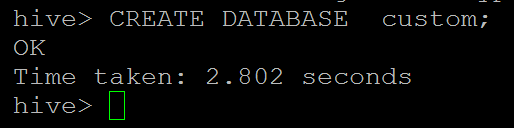 hive> CREATE DATABASE  custom;
OK
Time taken: 2.802 seconds
hive>